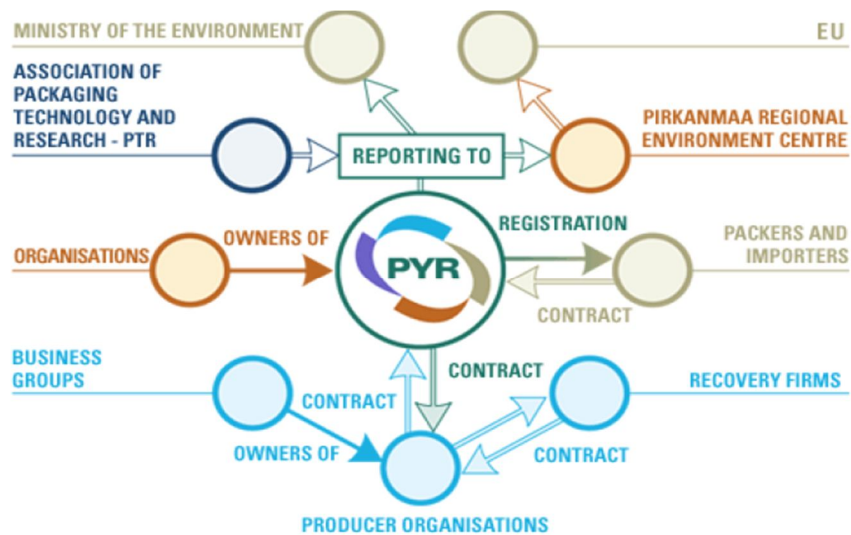 MINISTRY OF THE ENVIRONMENT
EU
ASSOCIATION OF
PACKAGING
TECHNOLOGY AND
RESEARCH - PTR
REPORTING TO
PIRKANMAA REGIONAL
ENVIRONMENT CENTRE
ORGANISATIONS
OWNERS OF
PYR
REGISTRATION
PACKERS AND
IMPORTERS
CONTRACT
BUSINESS
GROUPS
CONTRACT
CONTRACT
RECOVERY FIRMS
OWNERS OF
CONTRACT
PRODUCER ORGANISATIONS